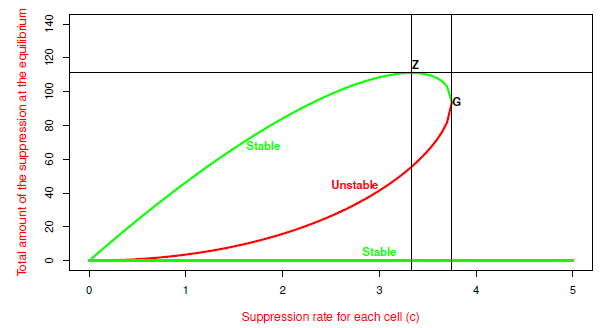 Total amount of the suppression at the equilibrium
140
120
100
80
60
40
20
0
Z
G
Stable
Unstable
Stable
0 1 2 3 4 5
Suppression rate for each cell (c)